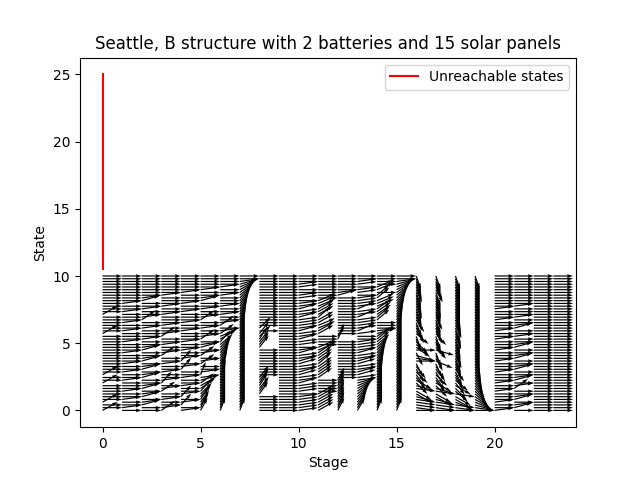 Seattle, B structure with 2 batteries and 15 solar panels
Unreachable states
State
25
20
15
10
5
0
0 5 10 15 20
Stage